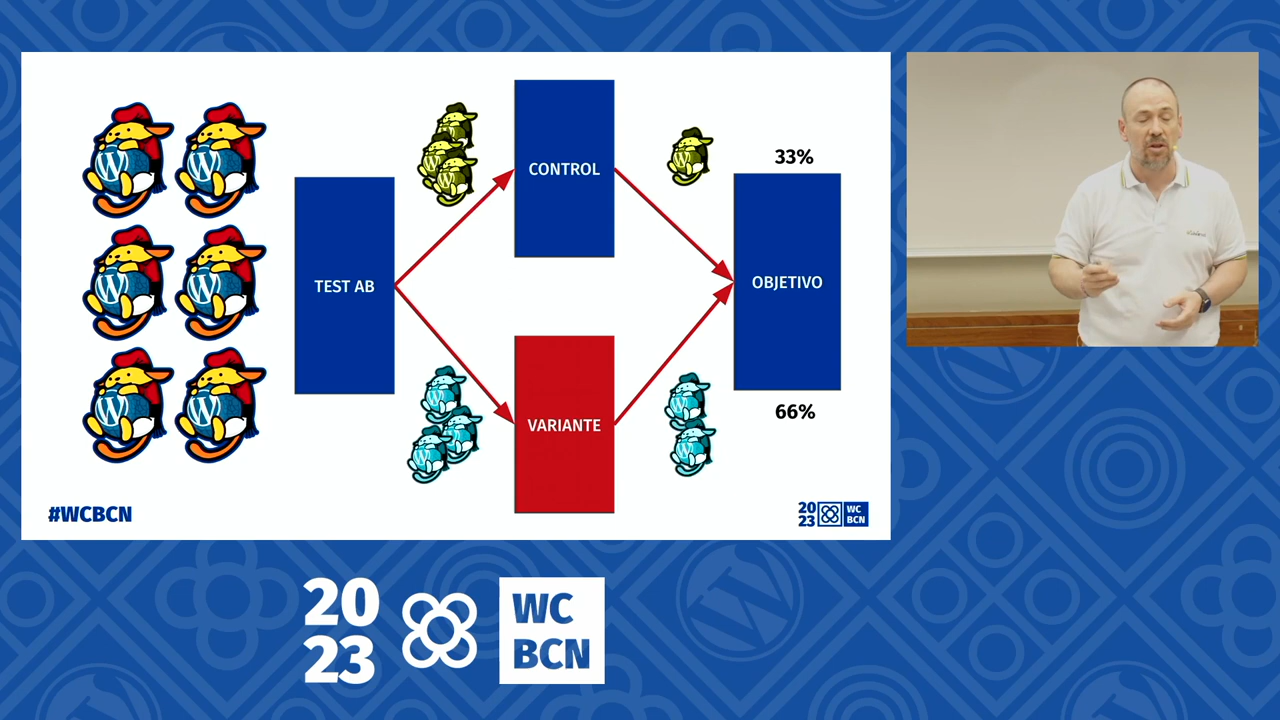 TEST AB
CONTROL
VARIANTE
33%
OBJETIVO
66%
#WCBCN
20
23
WC
BCN
20
23
WC
BCN